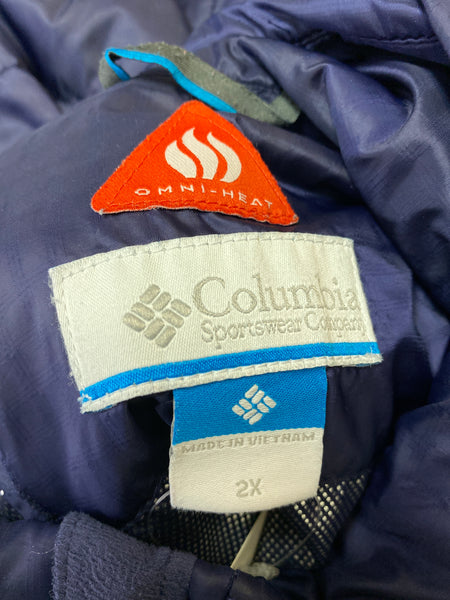 OMNI-HEAT
Columbia
Sportswear Company
MADE IN VIETNAM
2X